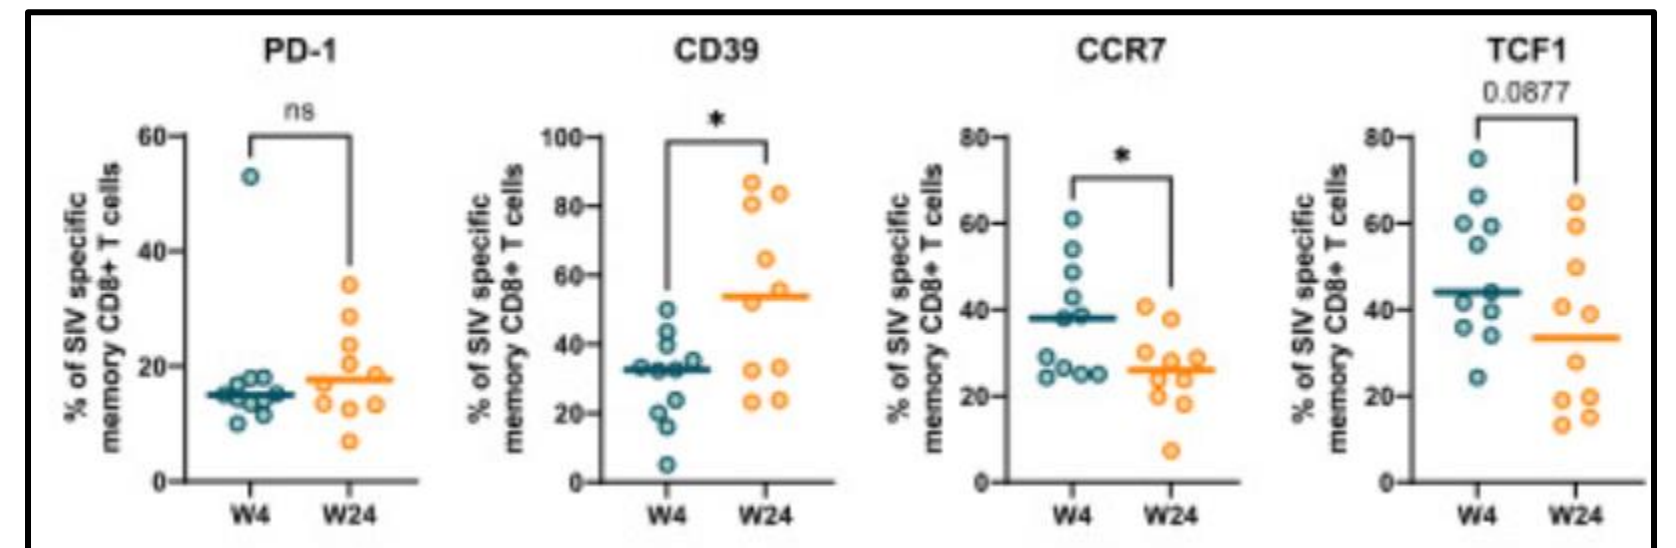 PD-1
ns
60
40
20
0
% of SIV specific
memory CD8+ T cells
W4 W24
CD39
*
100
80
60
40
20
0
% of SIV specific
memory CD8+ T cells
W4 W24
CCR7
*
80
60
40
20
0
% of SIV specific
memory CD8+ T cells
W4 W24
TCF1
0.0877
80
60
40
20
0
% of SIV specific
memory CD8+ T cells
W4 W24